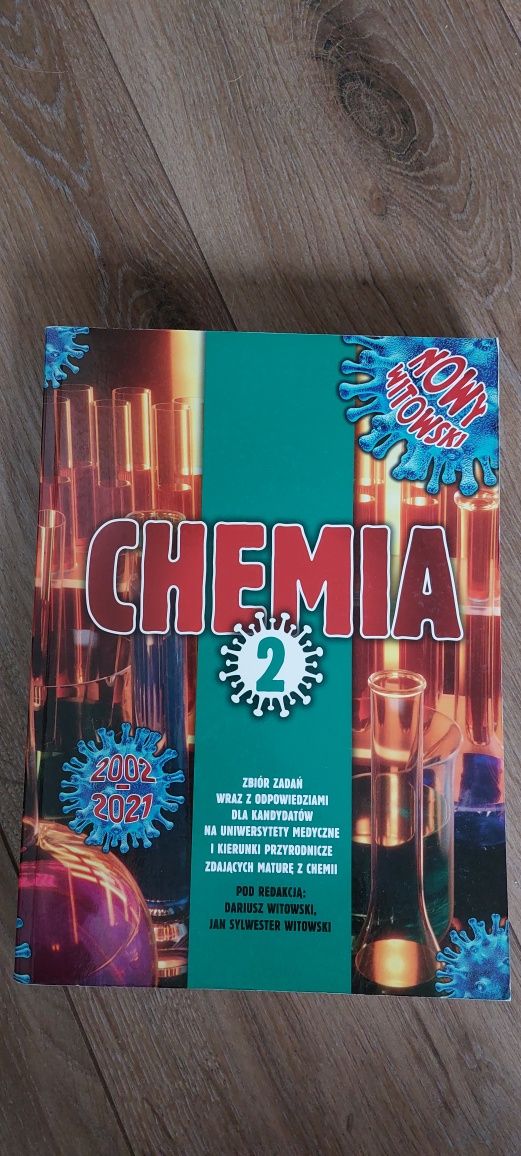 NOWY
WITOWSKI
CHEMIA
2
2002-
2021
ZBIÓR ZADAŃ
WRAZ Z ODPOWIEDZIAMI
DLA KANDYDATÓW
NA UNIWERSYTETY MEDYCZNE
I KIERUNKI PRZYRODNICZE
ZDAJĄCYCH MATURĘ Z CHEMII
POD REDAKCJĄ:
DARIUSZ WITOWSKI,
JAN SYLWESTER WITOWSKI